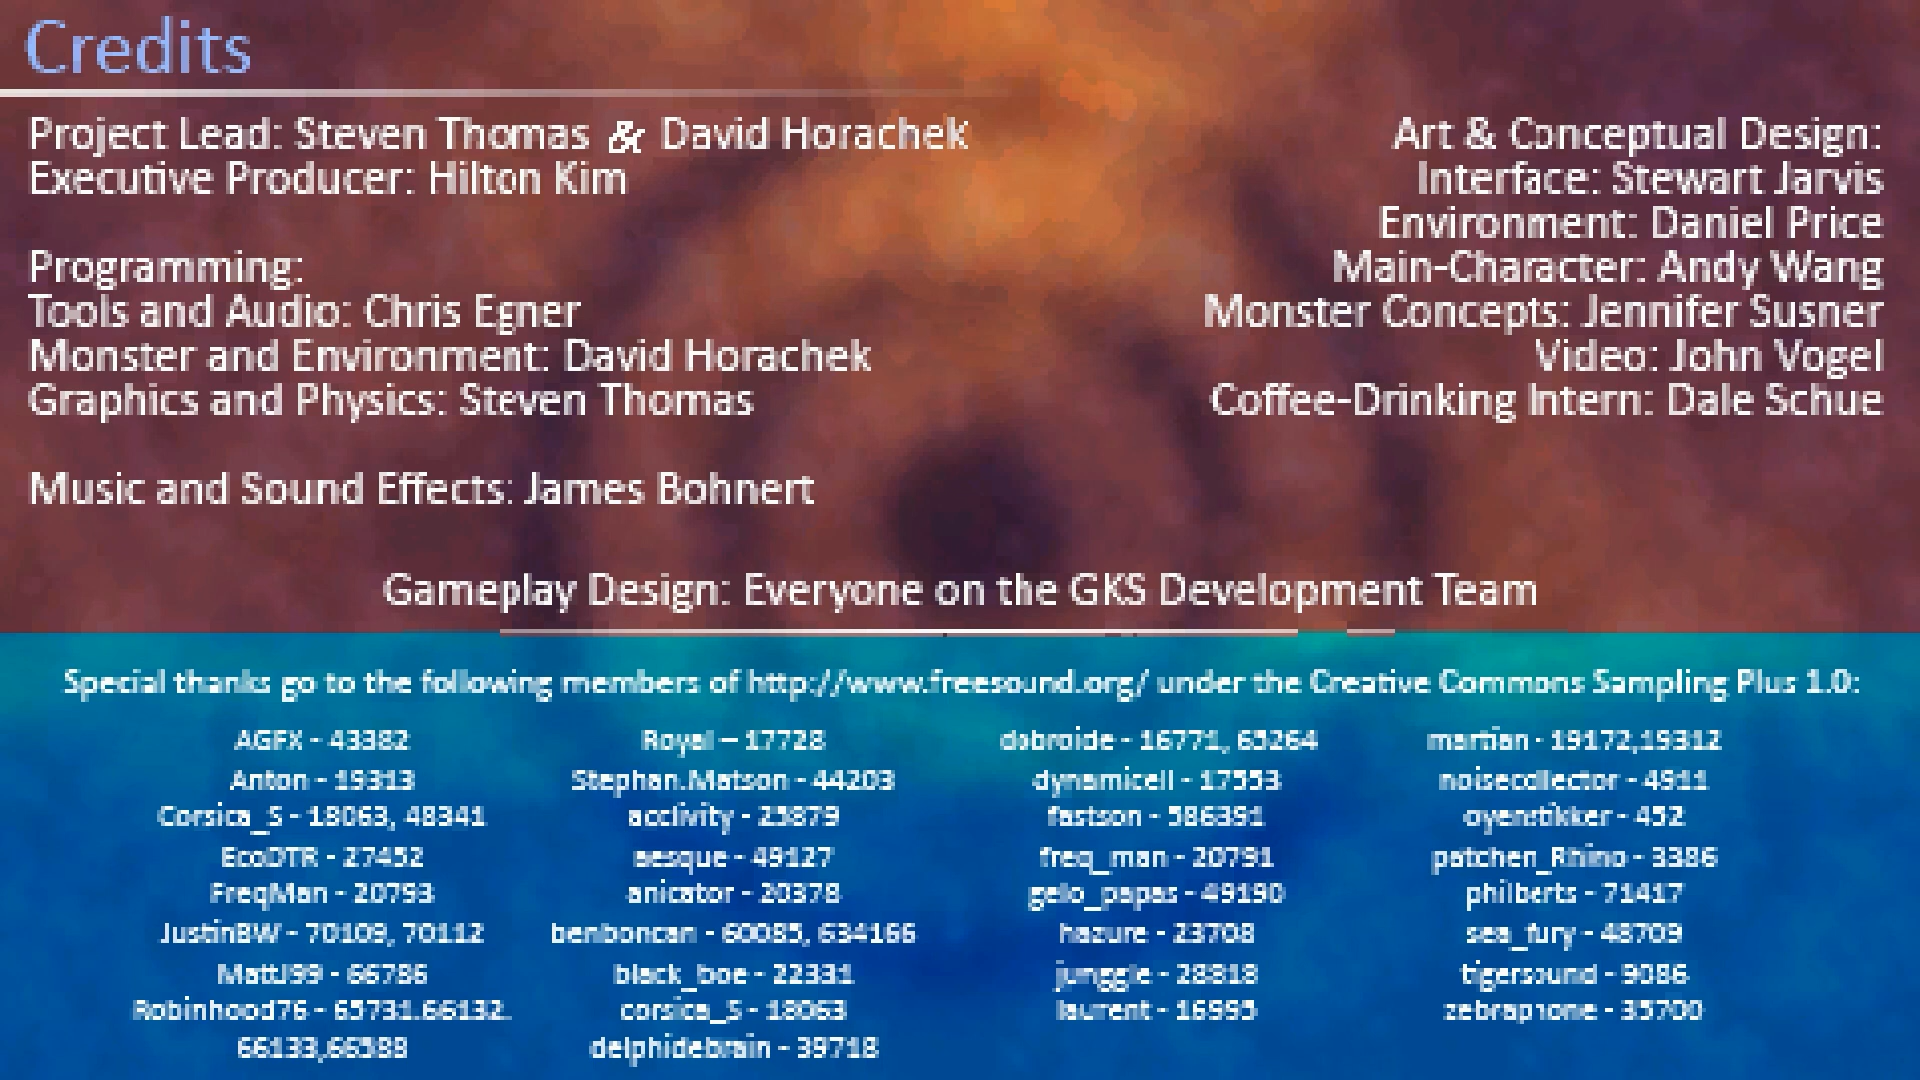 Credits
Project Lead: Steven Thomas & David Horachek
Executive Producer: Hilton Kim
Programming:
Tools and Audio: Chris Egner
Monster and Environment: David Horachek
Graphics and Physics: Steven Thomas
Music and Sound Effects: James Bohnert
Art & Conceptual Design:
Interface: Stewart Jarvis
Environment: Daniel Price
Main-Character: Andy Wang
Monster Concepts: Jennifer Susner
Video: John Vogel
Coffee-Drinking Intern: Dale Schue
Gameplay Design: Everyone on the GKS Development Team
Special thanks go to the following members of http://www.freesound.org/ under the Creative Commons Sampling Plus 1.0:
AGFX - 43382
Anton - 19313
Corsica_S - 18063, 48341
EcoDTR - 27452
FreqMan - 20793
JustinBW - 70109, 70112
MattJ99 - 66786
Robinhood76 - 65731.66132.
66133,66588
Royal – 17728
Stephan.Matson - 44203
acclivity - 25879
aesque - 49127
anicator - 20378
benboncan - 60085, 634166
black_boe - 22331
corsica_S - 18063
delphidebrain - 39718
dobroide - 16771, 65264
dynamicell - 17553
fastson - 586391
freq_man - 20791
gelo_papas - 49190
hazure - 23708
junggle - 28818
laurent - 16995
martian - 19172,19312
noisecollector - 4911
oyenstikker - 452
patchen_Rhino - 3386
philberts - 71417
sea_fury - 48709
tigersound - 9086
zebraphone - 35700